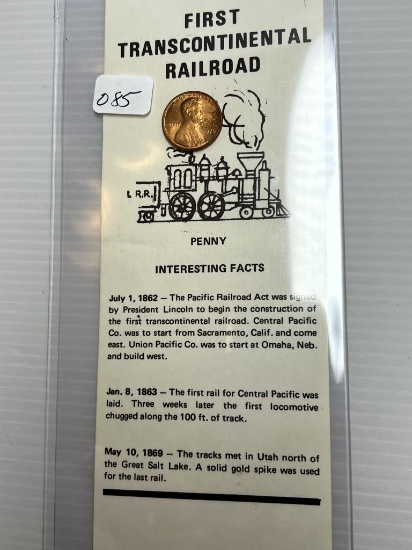 FIRST
TRANSCONTINENTAL
RAILROAD
085
R.R.
PENNY
INTERESTING FACTS
July 1, 1862 — The Pacific Railroad Act was signed
by President Lincoln to begin the construction of
the first transcontinental railroad. Central Pacific
Co. was to start from Sacramento, Calif. and come
east. Union Pacific Co. was to start at Omaha, Neb.
and build west.
Jan. 8, 1863 — The first rail for Central Pacific was
laid. Three weeks later the first locomotive
chugged along the 100 ft. of track.
May 10, 1869 — The tracks met in Utah north of
the Great Salt Lake. A solid gold spike was used
for the last rail.